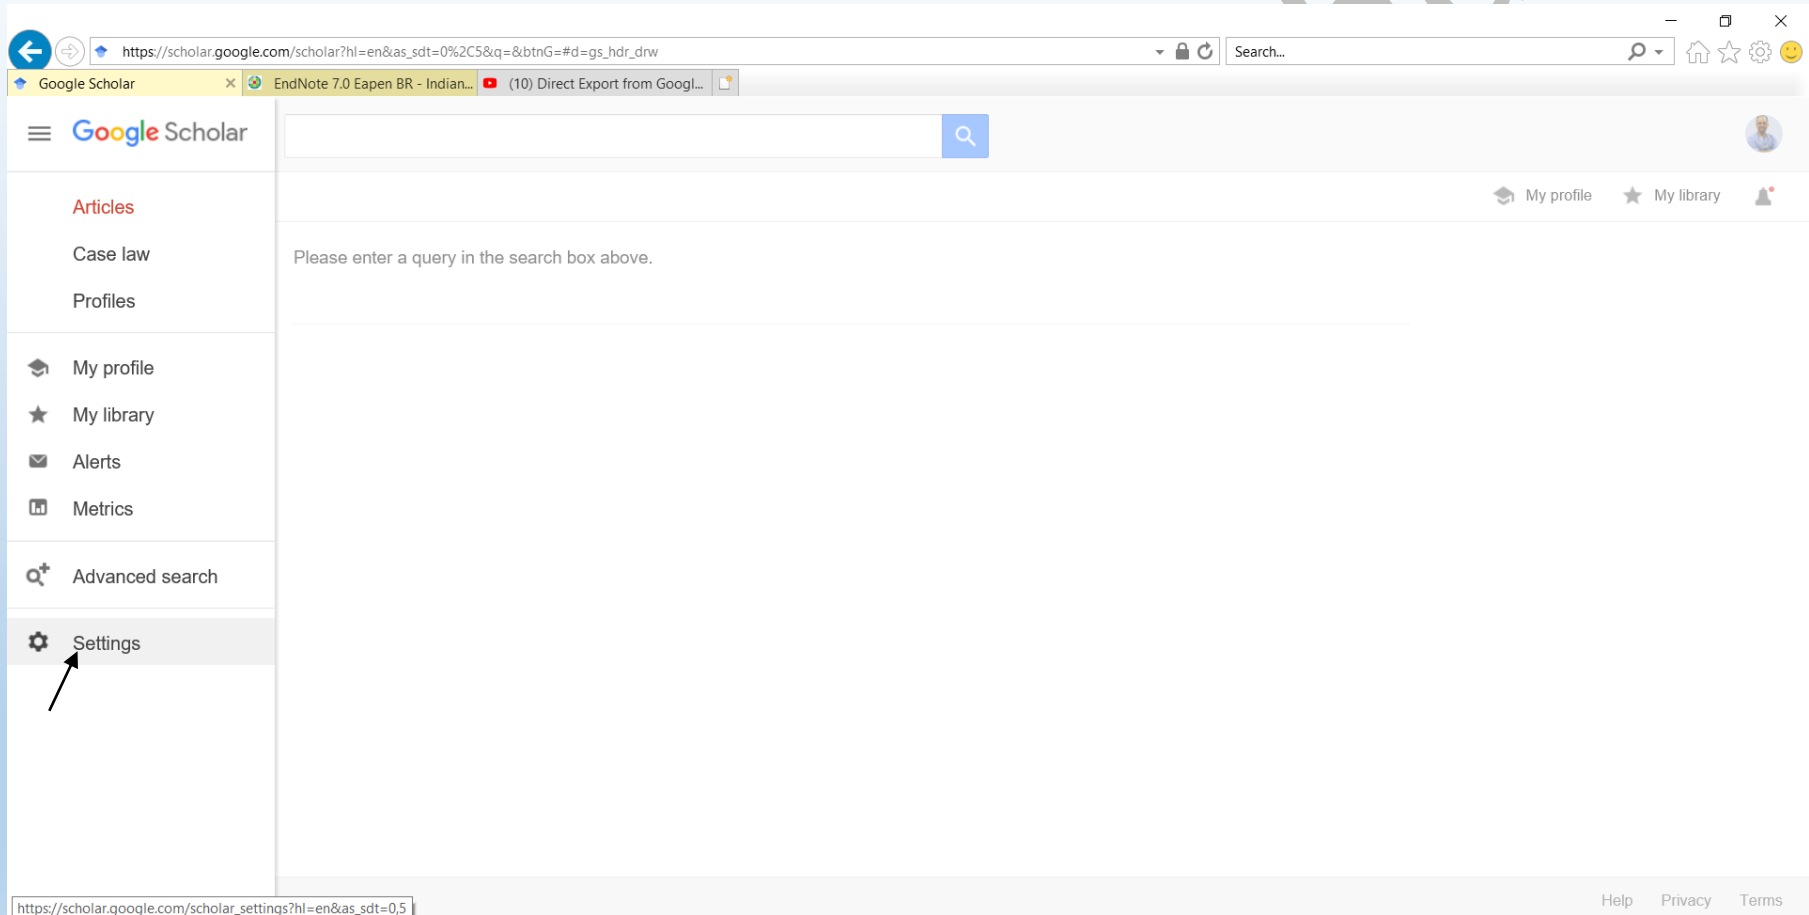 https://scholar.google.com/scholar?hl=en&as_sdt=0%2C5&q=&btnG=#d=gs_hdr_drw
Search...
Google Scholar
EndNote 7.0 Eapen BR - Indian...
(10) Direct Export from Googl...
Google Scholar
Articles
Case law
Profiles
My profile
My library
Alerts
Metrics
Advanced search
Settings
My profile
My library
Please enter a query in the search box above.
Help
Privacy
Terms
https://scholar.google.com/scholar_settings?hl=en&as_sdt=0,5